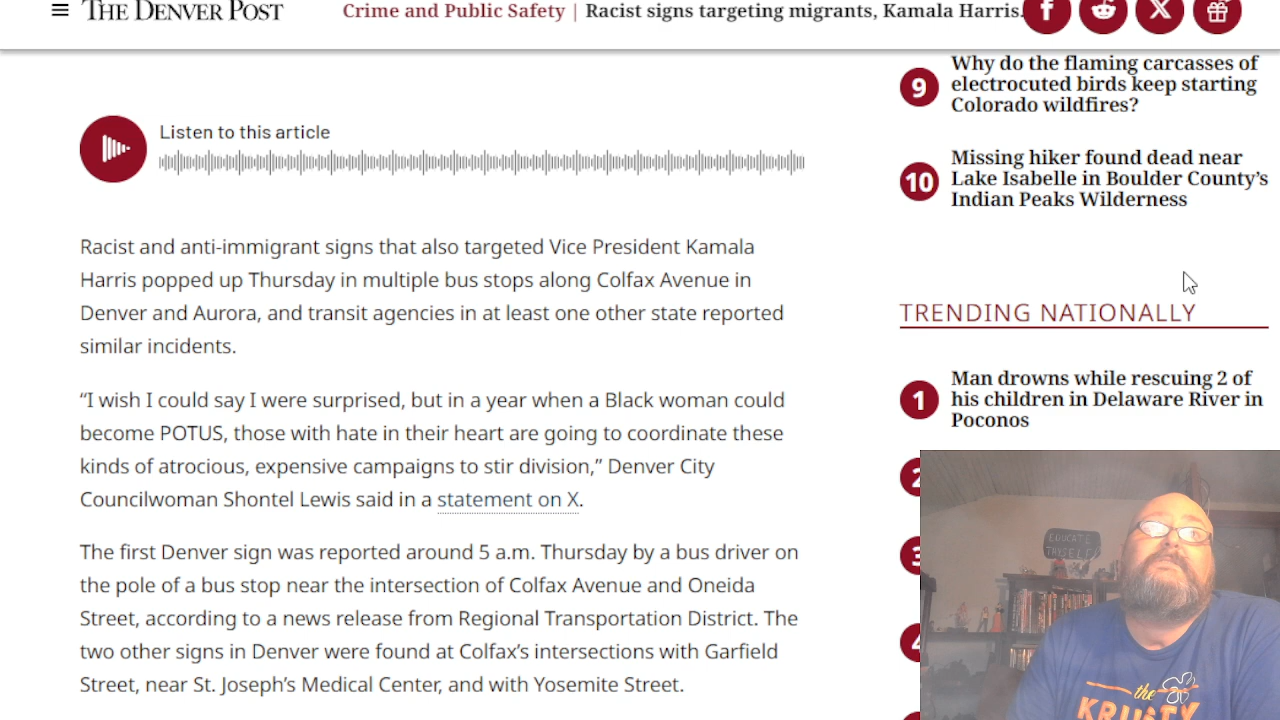 THE DENVER POST
Crime and Public Safety | Racist signs targeting migrants, Kamala Harris.
Listen to this article
Racist and anti-immigrant signs that also targeted Vice President Kamala
Harris popped up Thursday in multiple bus stops along Colfax Avenue in
Denver and Aurora, and transit agencies in at least one other state reported
similar incidents.
“I wish I could say I were surprised, but in a year when a Black woman could
become POTUS, those with hate in their heart are going to coordinate these
kinds of atrocious, expensive campaigns to stir division,” Denver City
Councilwoman Shontel Lewis said in a statement on X.
The first Denver sign was reported around 5 a.m. Thursday by a bus driver on
the pole of a bus stop near the intersection of Colfax Avenue and Oneida
Street, according to a news release from Regional Transportation District. The
two other signs in Denver were found at Colfax’s intersections with Garfield
Street, near St. Joseph’s Medical Center, and with Yosemite Street.
9
Why do the flaming carcasses of
electrocuted birds keep starting
Colorado wildfires?
10
Missing hiker found dead near
Lake Isabelle in Boulder County’s
Indian Peaks Wilderness
TRENDING NATIONALLY
1
Man drowns while rescuing 2 of
his children in Delaware River in
Poconos
2
3
4
EDUCATE
THYSELF
the
KRUSTY